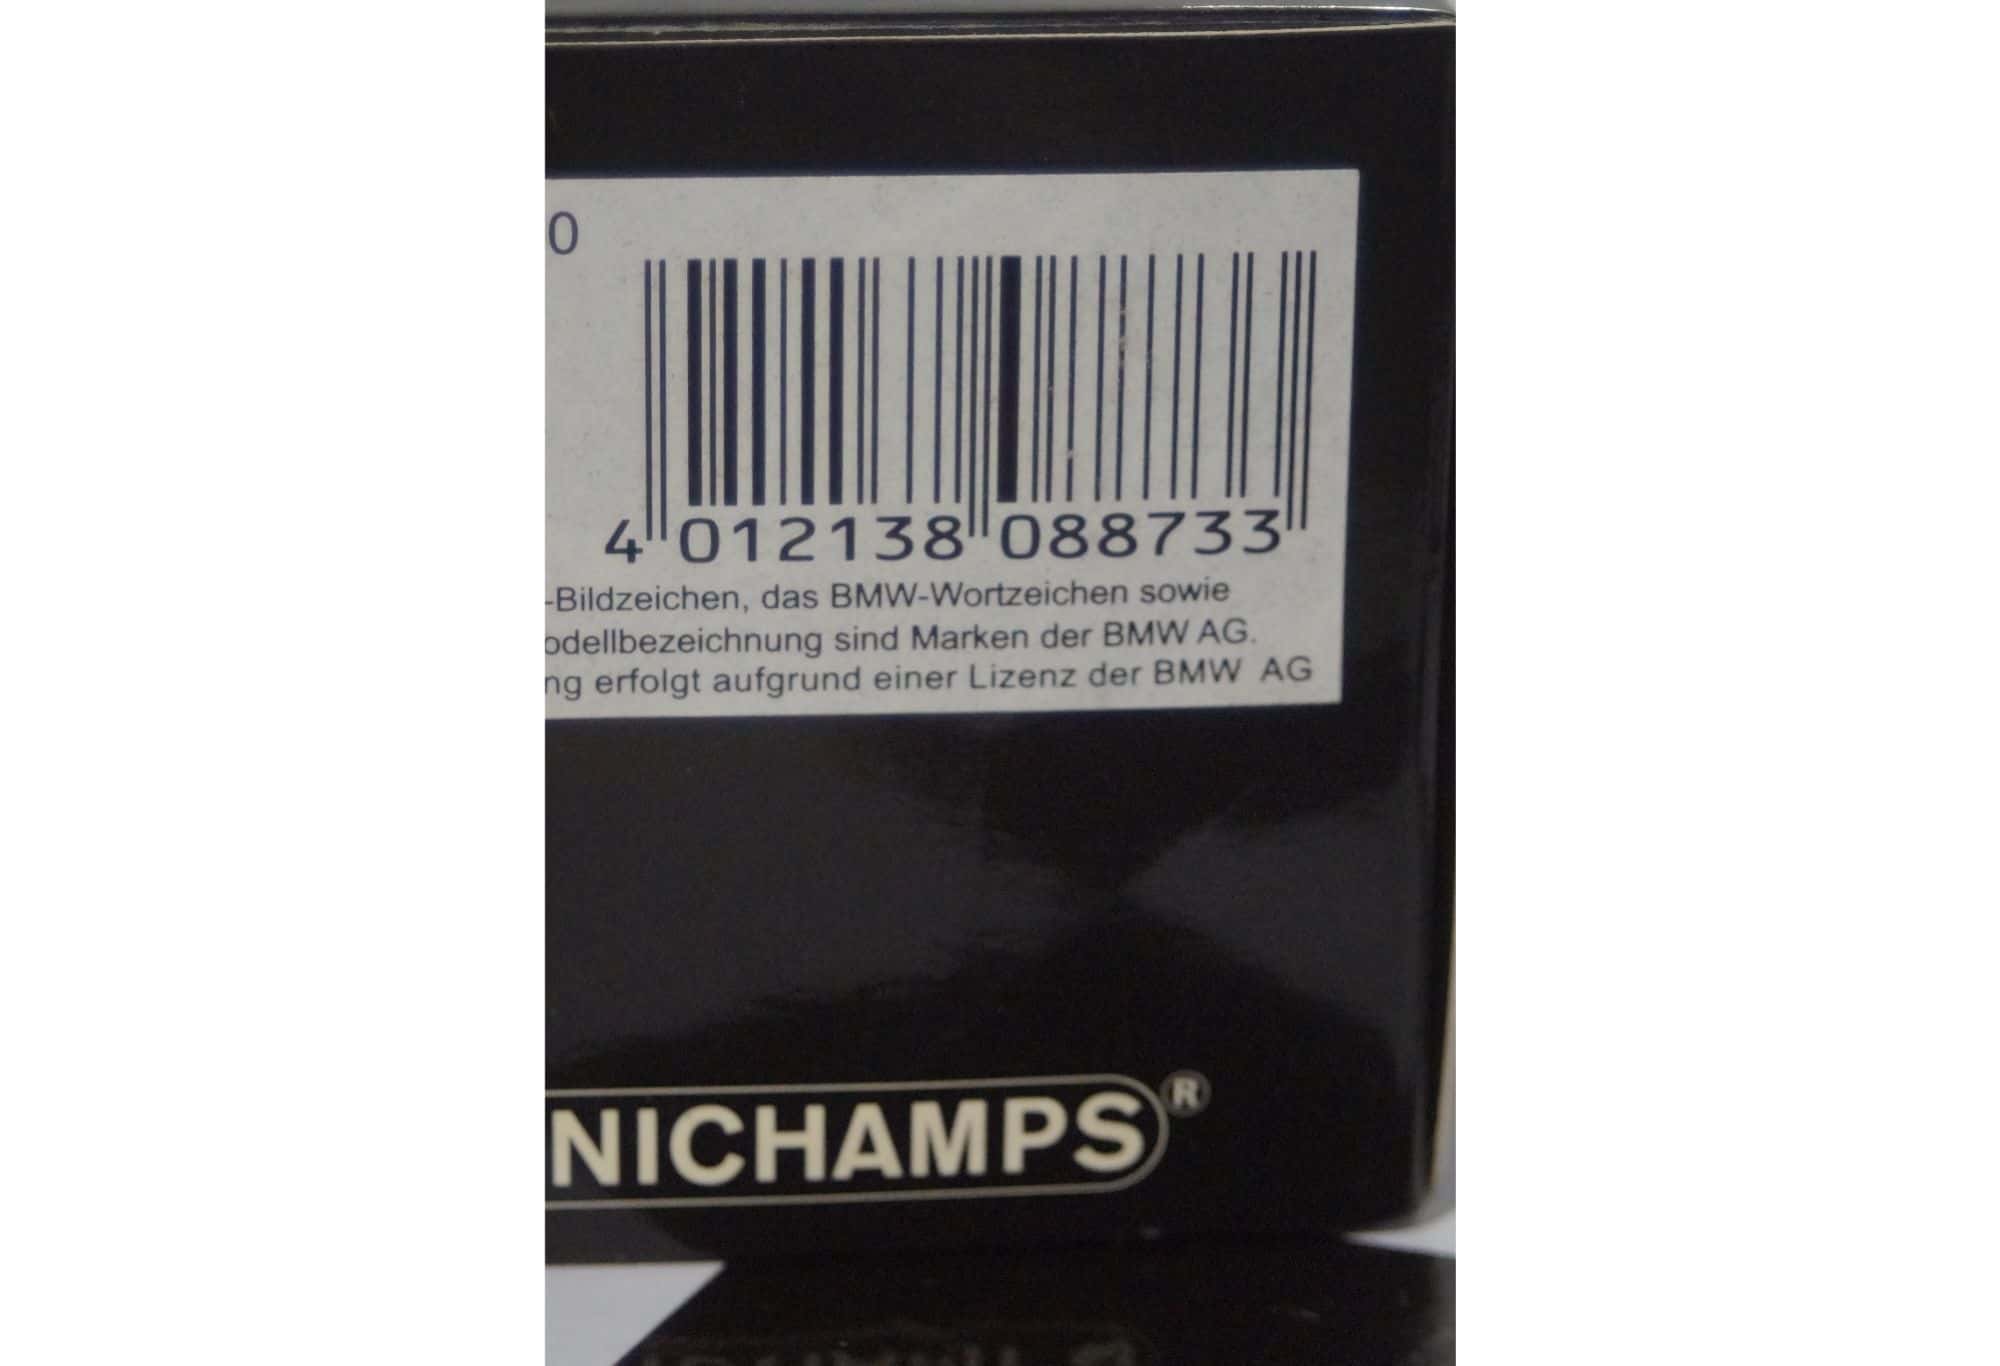 0
4 012138 088733
-Bildzeichen, das BMW-Wortzeichen sowie
odellbezeichnung sind Marken der BMW AG.
ng erfolgt aufgrund einer Lizenz der BMW AG
NICHAMPS®